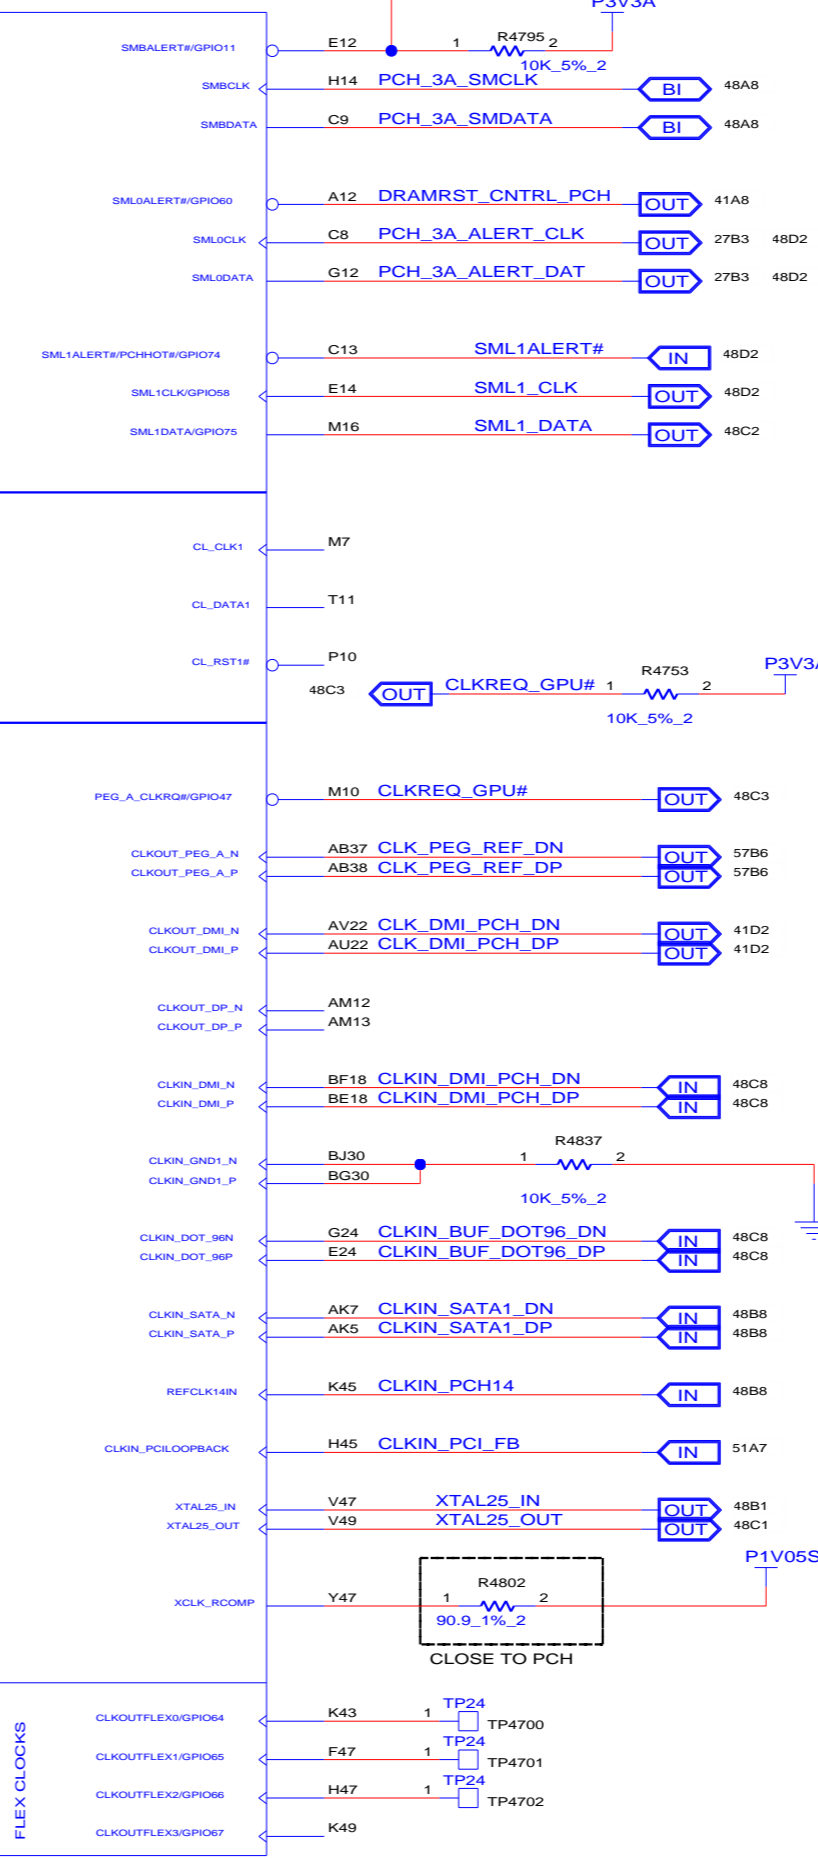 P3V3A
SMBALERT#/GPIO11 E12 1 R4795 2
10K_5%_2
SMBCLK H14 PCH_3A_SMCLK BI 48A8
SMBDATA C9 PCH_3A_SMDATA BI 48A8
SML0ALERT#/GPIO60 A12 DRAMRST_CNTRL_PCH OUT 41A8
SML0CLK C8 PCH_3A_ALERT_CLK OUT 27B3 48D2
SML0DATA G12 PCH_3A_ALERT_DAT OUT 27B3 48D2
SML1ALERT#/PCHHOT#/GPIO74 C13 SML1ALERT# IN 48D2
SML1CLK/GPIO58 E14 SML1_CLK OUT 48D2
SML1DATA/GPIO75 M16 SML1_DATA OUT 48C2
CL_CLK1 M7
CL_DATA1 T11
CL_RST1# P10
R4753 P3V3A
48C3 OUT CLKREQ_GPU# 1 2
10K_5%_2
PEG_A_CLKRQ#/GPIO47 M10 CLKREQ_GPU# OUT 48C3
CLKOUT_PEG_A_N AB37 CLK_PEG_REF_DN OUT 57B6
CLKOUT_PEG_A_P AB38 CLK_PEG_REF_DP OUT 57B6
CLKOUT_DMI_N AV22 CLK_DMI_PCH_DN OUT 41D2
CLKOUT_DMI_P AU22 CLK_DMI_PCH_DP OUT 41D2
CLKOUT_DP_N AM12
CLKOUT_DP_P AM13
CLKIN_DMI_N BF18 CLKIN_DMI_PCH_DN IN 48C8
CLKIN_DMI_P BE18 CLKIN_DMI_PCH_DP IN 48C8
R4837
CLKIN_GND1_N BJ30 1 2
CLKIN_GND1_P BG30
10K_5%_2
CLKIN_DOT_96N G24 CLKIN_BUF_DOT96_DN IN 48C8
CLKIN_DOT_96P E24 CLKIN_BUF_DOT96_DP IN 48C8
CLKIN_SATA_N AK7 CLKIN_SATA1_DN IN 48B8
CLKIN_SATA_P AK5 CLKIN_SATA1_DP IN 48B8
REFCLK14IN K45 CLKIN_PCH14 IN 48B8
CLKIN_PCILOOPBACK H45 CLKIN_PCI_FB IN 51A7
XTAL25_IN V47 XTAL25_IN OUT 48B1
XTAL25_OUT V49 XTAL25_OUT OUT 48C1
P1V05S
R4802
XCLK_RCOMP Y47 1 2
90.9_1%_2
CLOSE TO PCH
FLEX CLOCKS
TP24
CLKOUTFLEX0/GPIO64 K43 1 TP4700
TP24
CLKOUTFLEX1/GPIO65 F47 1 TP4701
TP24
CLKOUTFLEX2/GPIO66 H47 1 TP4702
CLKOUTFLEX3/GPIO67 K49